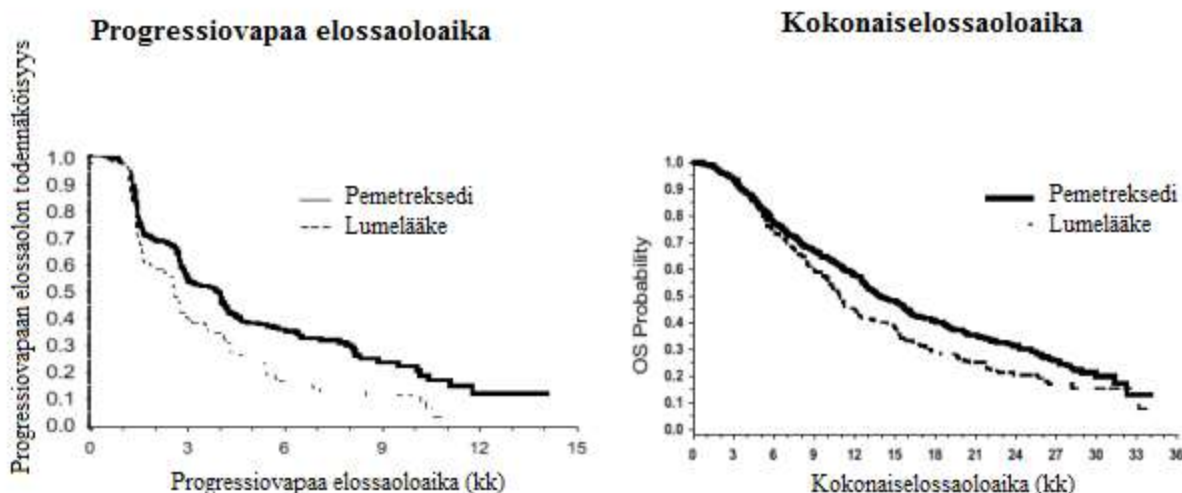 Progressiovapaa elossaoloaika
Progressiovapaan elossaolon todennäköisyys
1.0
0.9
0.8
0.7
0.6
0.5
0.4
0.3
0.2
0.1
0.0
Pemetreksedi
Lumelääke
0 3 6 9 12 15
Progressiovapaa elossaoloaika (kk)
Kokonaiselossaoloaika
OS Probability
1.0
0.9
0.8
0.7
0.6
0.5
0.4
0.3
0.2
0.1
0.0
Pemetreksedi
Lumelääke
0 3 6 9 12 15 18 21 24 27 30 33 36
Kokonaiselossaoloaika (kk)